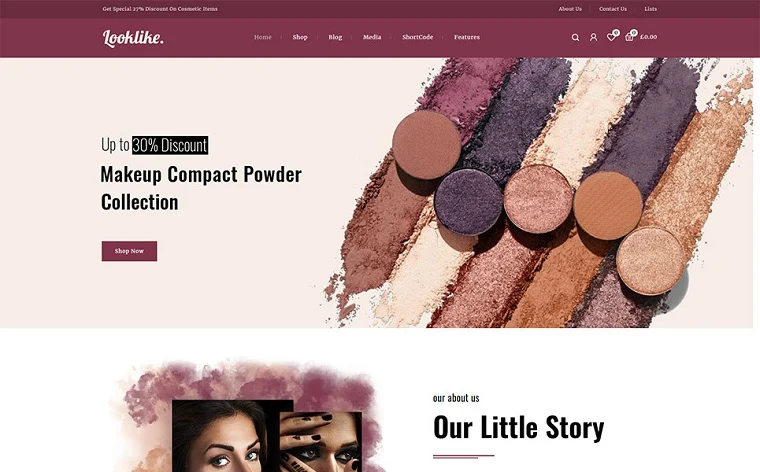 Get Special 27% Discount On Cosmetic Items
About Us
Contact Us
Lists
Looklike.
Home
Shop
Blog
Media
ShortCode
Features
0
0
£0.00
Up to 30% Discount
Makeup Compact Powder
Collection
Shop Now
our about us
Our Little Story